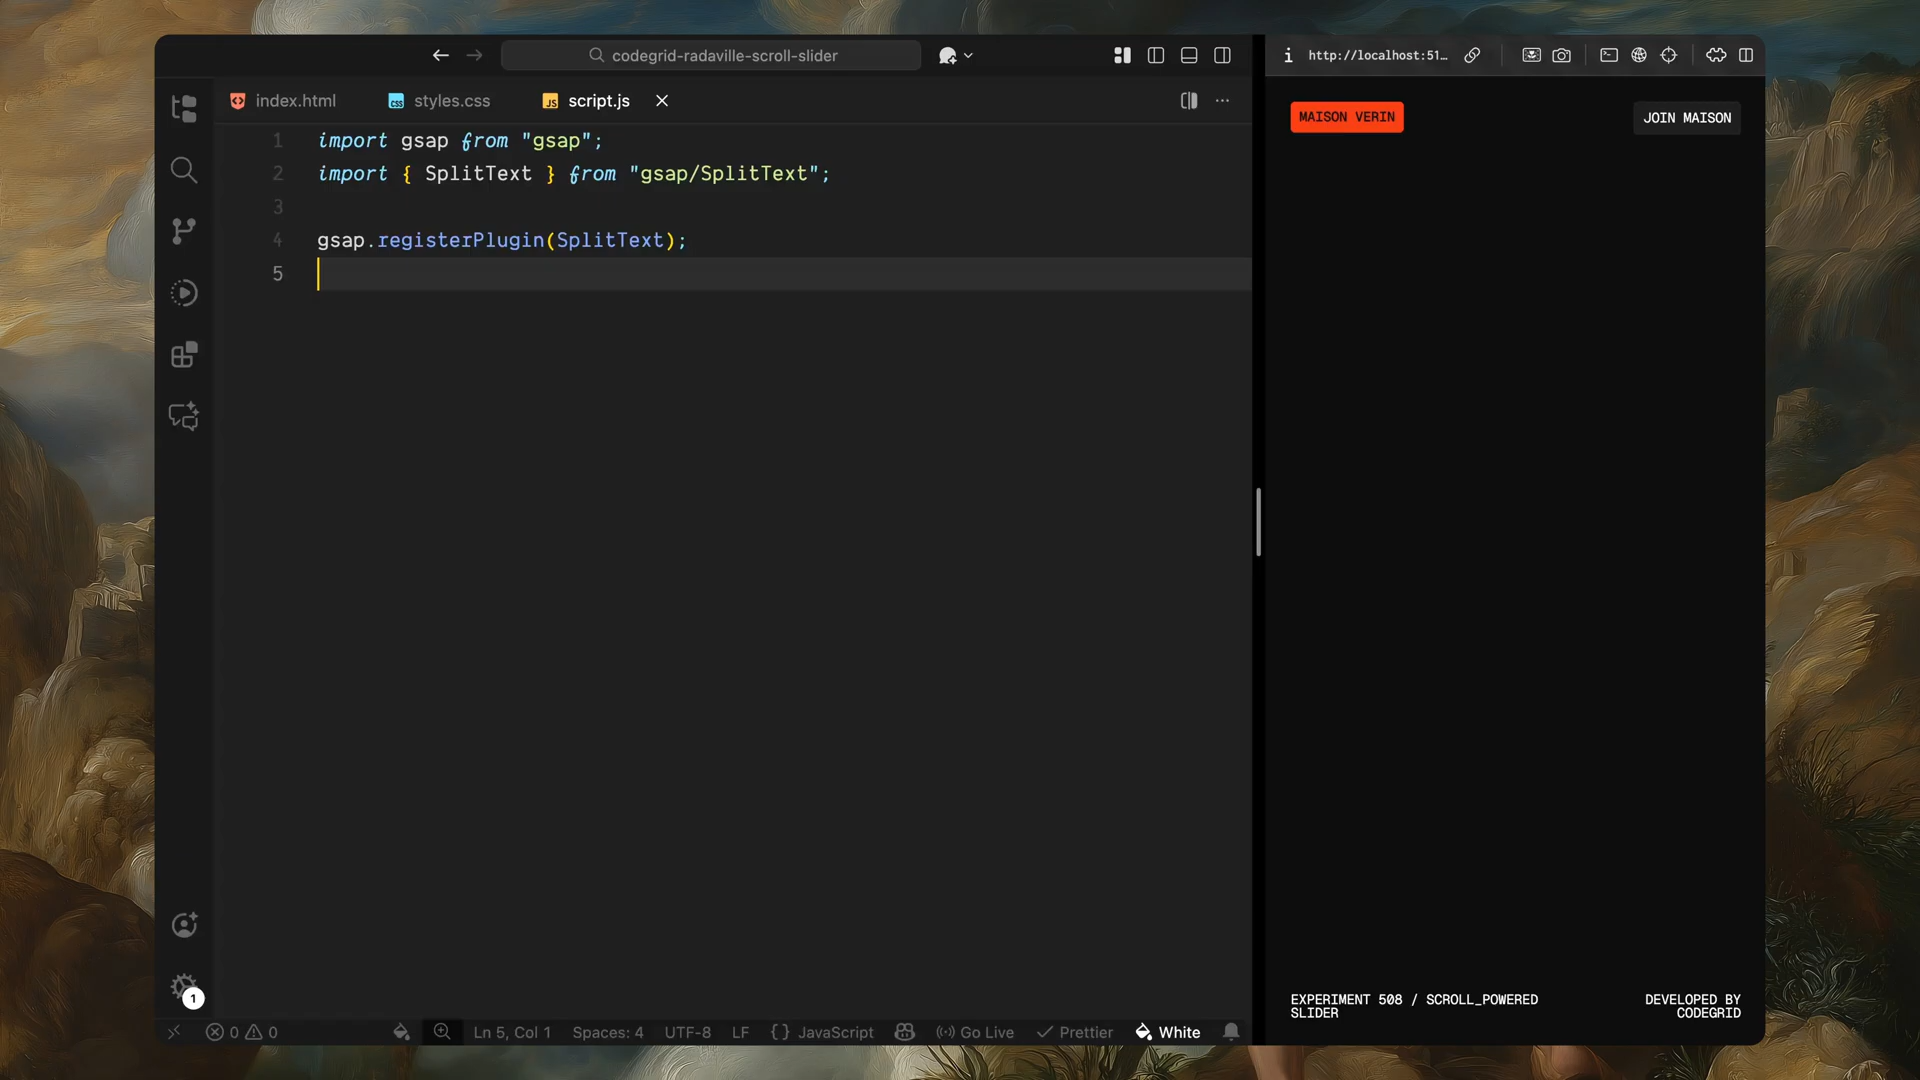 codegrid-radaville-scroll-slider
http://localhost:51…
index.html
styles.css
script.js
1 import gsap from "gsap";
2 import { SplitText } from "gsap/SplitText";
3
4 gsap.registerPlugin(SplitText);
5
MAISON VERIN
JOIN MAISON
EXPERIMENT 508 / SCROLL_POWERED
SLIDER
DEVELOPED BY
CODEGRID
1
0 0
Ln 5, Col 1
Spaces: 4
UTF-8
LF
{} JavaScript
Go Live
Prettier
White